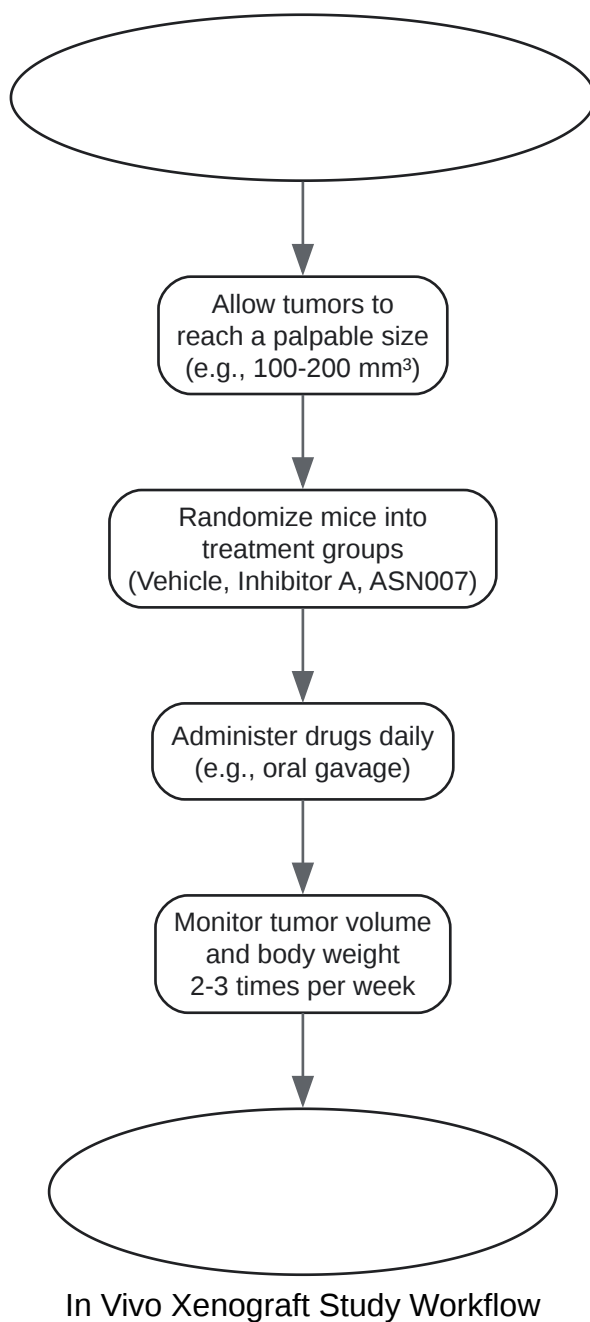 Allow tumors to
reach a palpable size
(e.g., 100-200 mm³)
Randomize mice into
treatment groups
(Vehicle, Inhibitor A, ASN007)
Administer drugs daily
(e.g., oral gavage)
Monitor tumor volume
and body weight
2-3 times per week
In Vivo Xenograft Study Workflow